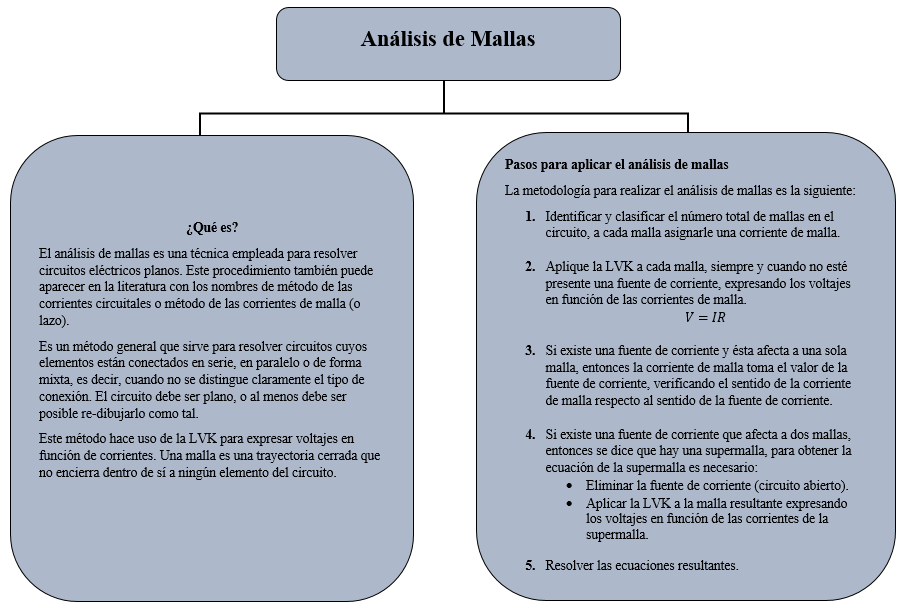 Análisis de Mallas
¿Qué es?
El análisis de mallas es una técnica empleada para resolver
circuitos eléctricos planos. Este procedimiento también puede
aparecer en la literatura con los nombres de método de las
corrientes circuitales o método de las corrientes de malla (o
lazo).
Es un método general que sirve para resolver circuitos cuyos
elementos están conectados en serie, en paralelo o de forma
mixta, es decir, cuando no se distingue claramente el tipo de
conexión. El circuito debe ser plano, o al menos debe ser
posible re-dibujarlo como tal.
Este método hace uso de la LVK para expresar voltajes en
función de corrientes. Una malla es una trayectoria cerrada que
no encierra dentro de sí a ningún elemento del circuito.
Pasos para aplicar el análisis de mallas
La metodología para realizar el análisis de mallas es la siguiente:
1. Identificar y clasificar el número total de mallas en el
circuito, a cada malla asignarle una corriente de malla.
2. Aplique la LVK a cada malla, siempre y cuando no esté
presente una fuente de corriente, expresando los voltajes
en función de las corrientes de malla.
V = IR
3. Si existe una fuente de corriente y ésta afecta a una sola
malla, entonces la corriente de malla toma el valor de la
fuente de corriente, verificando el sentido de la corriente
de malla respecto al sentido de la fuente de corriente.
4. Si existe una fuente de corriente que afecta a dos mallas,
entonces se dice que hay una supermalla, para obtener la
ecuación de la supermalla es necesario:
• Eliminar la fuente de corriente (circuito abierto).
• Aplicar la LVK a la malla resultante expresando
los voltajes en función de las corrientes de la
supermalla.
5. Resolver las ecuaciones resultantes.